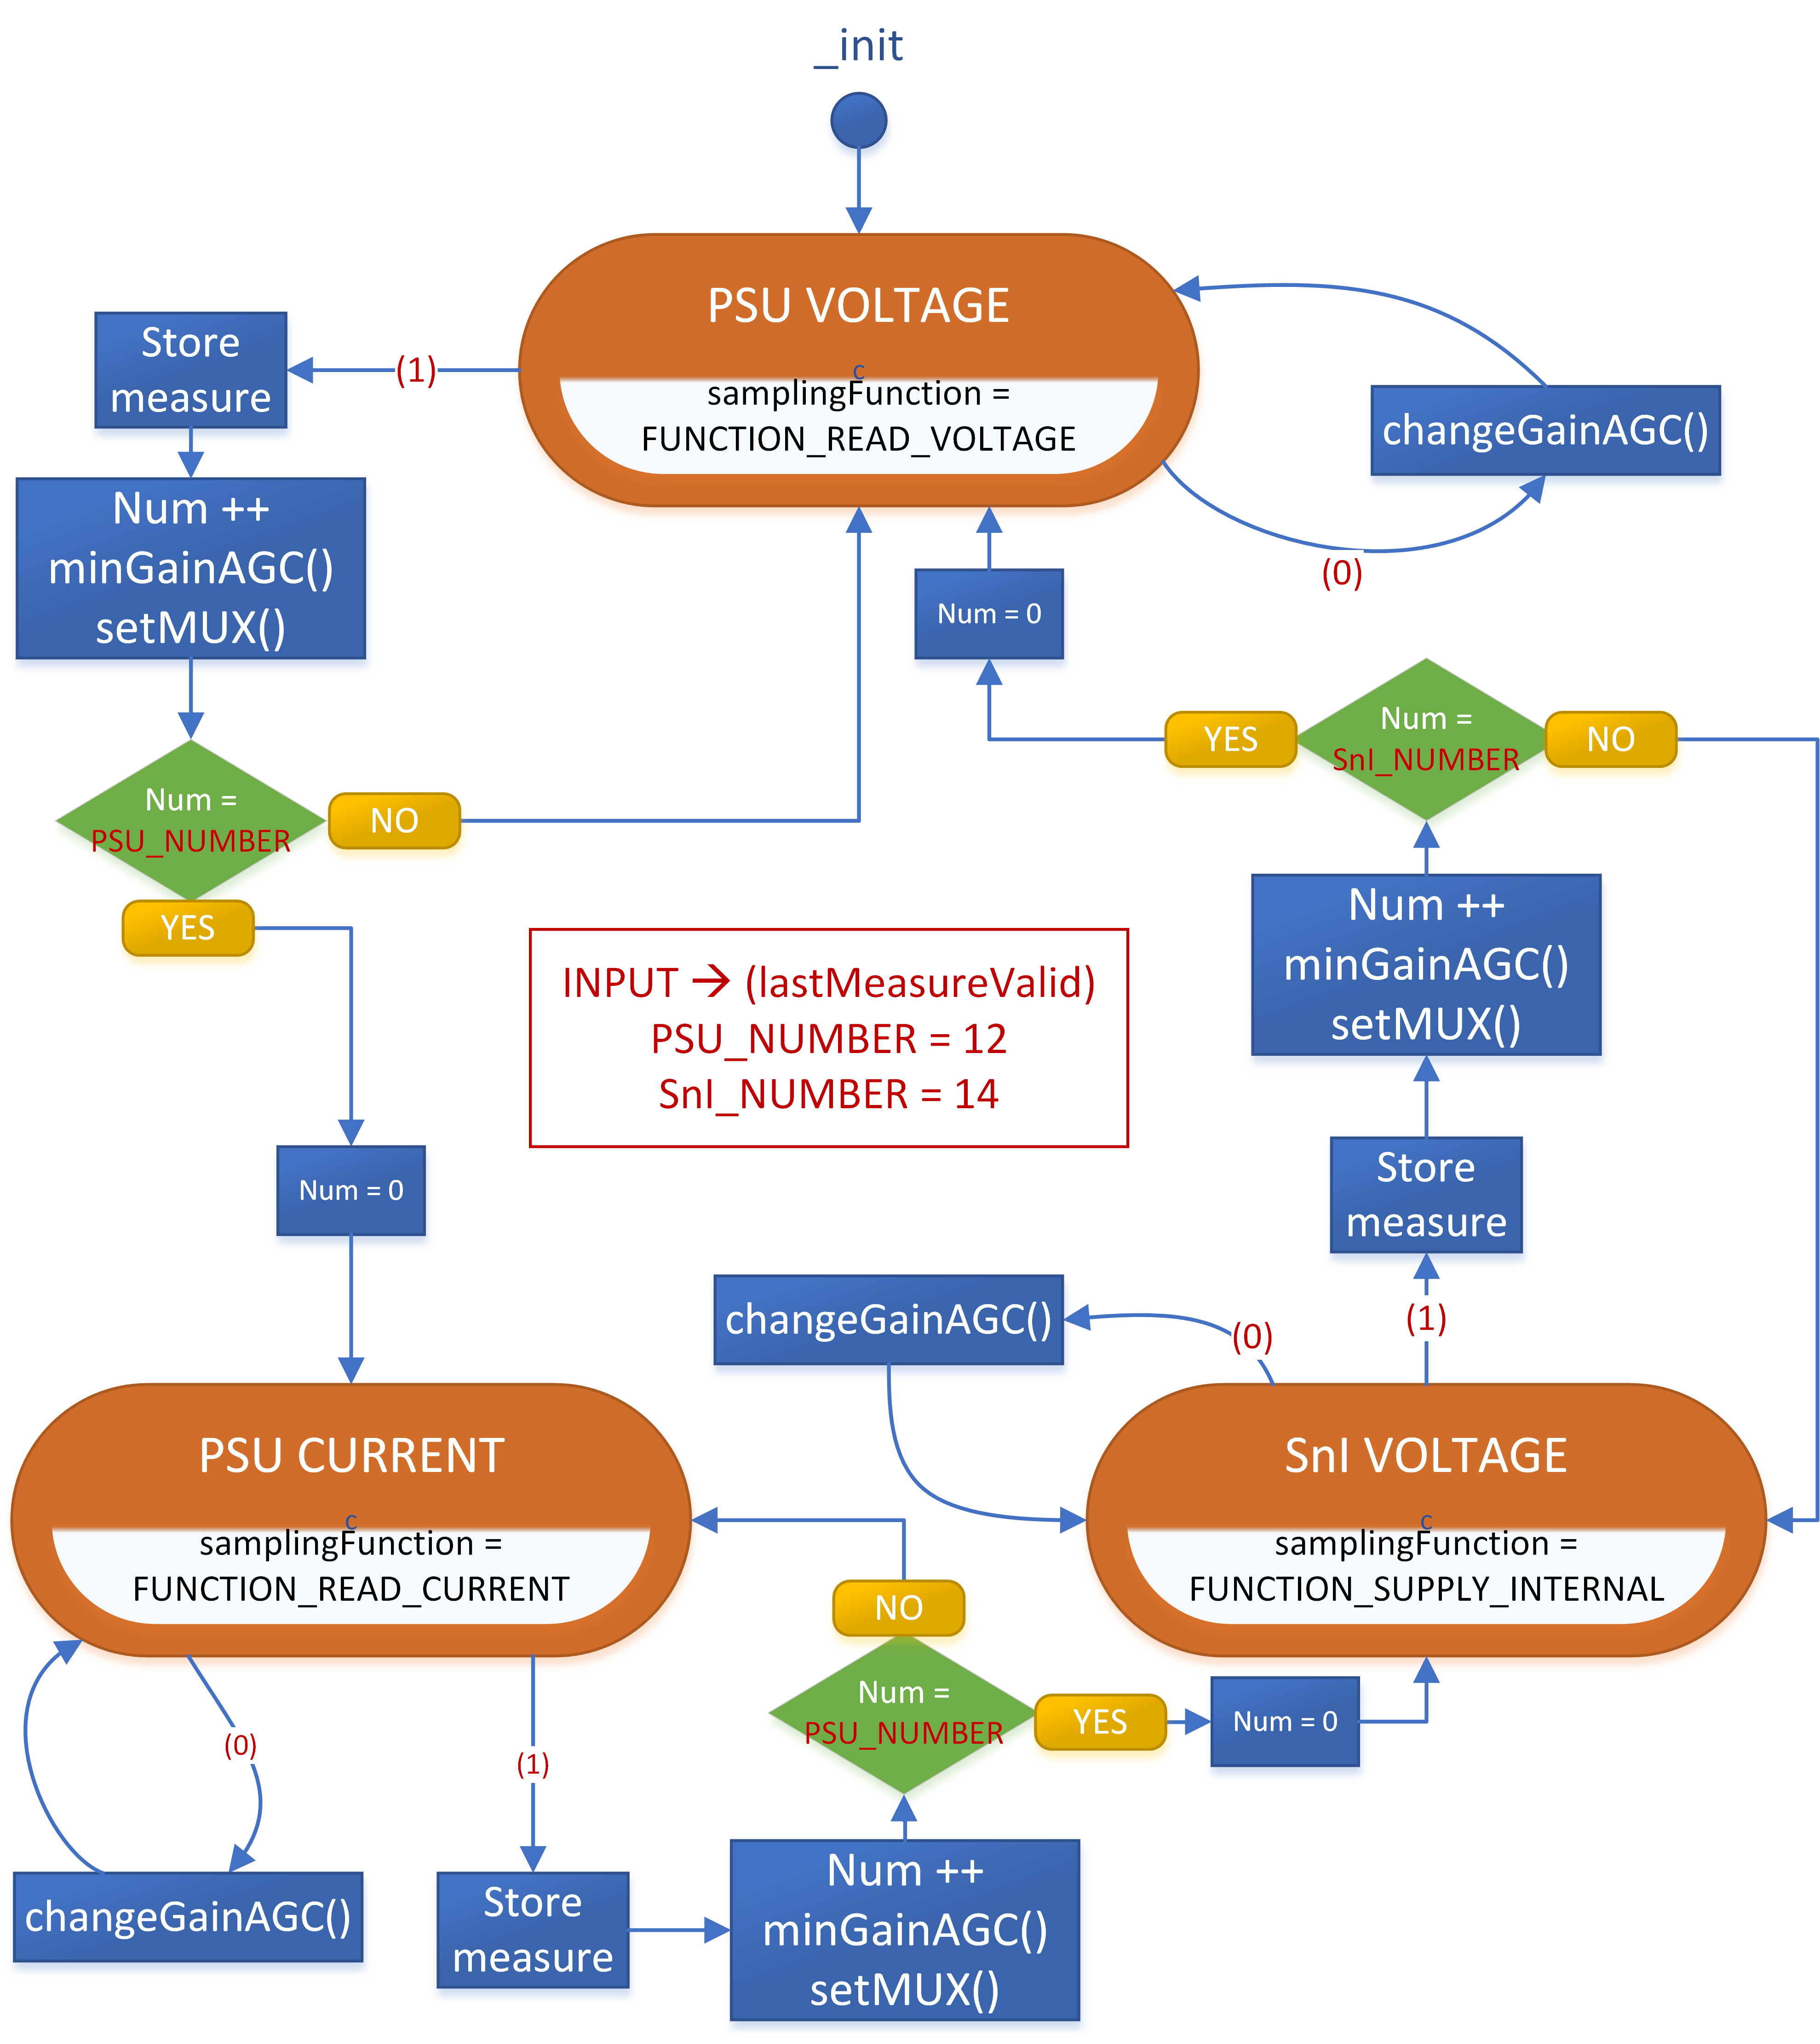 _init
PSU VOLTAGE
c
samplingFunction =
FUNCTION_READ_VOLTAGE
(1)
Store
measure
Num ++
minGainAGC()
setMUX()
Num =
PSU_NUMBER
NO
YES
Num = 0
changeGainAGC()
(0)
Num = 0
YES
Num =
SnI_NUMBER
NO
Num ++
minGainAGC()
setMUX()
Store
measure
(1)
INPUT → (lastMeasureValid)
PSU_NUMBER = 12
SnI_NUMBER = 14
changeGainAGC()
(0)
PSU CURRENT
c
samplingFunction =
FUNCTION_READ_CURRENT
SnI VOLTAGE
c
samplingFunction =
FUNCTION_SUPPLY_INTERNAL
(0)
changeGainAGC()
(1)
Store
measure
Num ++
minGainAGC()
setMUX()
Num =
PSU_NUMBER
NO
YES
Num = 0